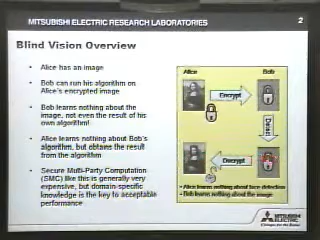 MITSUBISHI ELECTRIC RESEARCH LABORATORIES
2
Blind Vision Overview
• Alice has an image
• Bob can run his algorithm on
Alice's encrypted image
• Bob learns nothing about the
image, not even the result of his
own algorithm!
• Alice learns nothing about Bob's
algorithm, but obtains the result
from the algorithm
• Secure Multi-Party Computation
(SMC) like this is generally very
expensive, but domain-specific
knowledge is the key to acceptable
performance
Alice
Bob
Encrypt
Detect
Decrypt
• Alice learns nothing about face detection
• Bob learns nothing about the image
MITSUBISHI
ELECTRIC
Changes for the Better